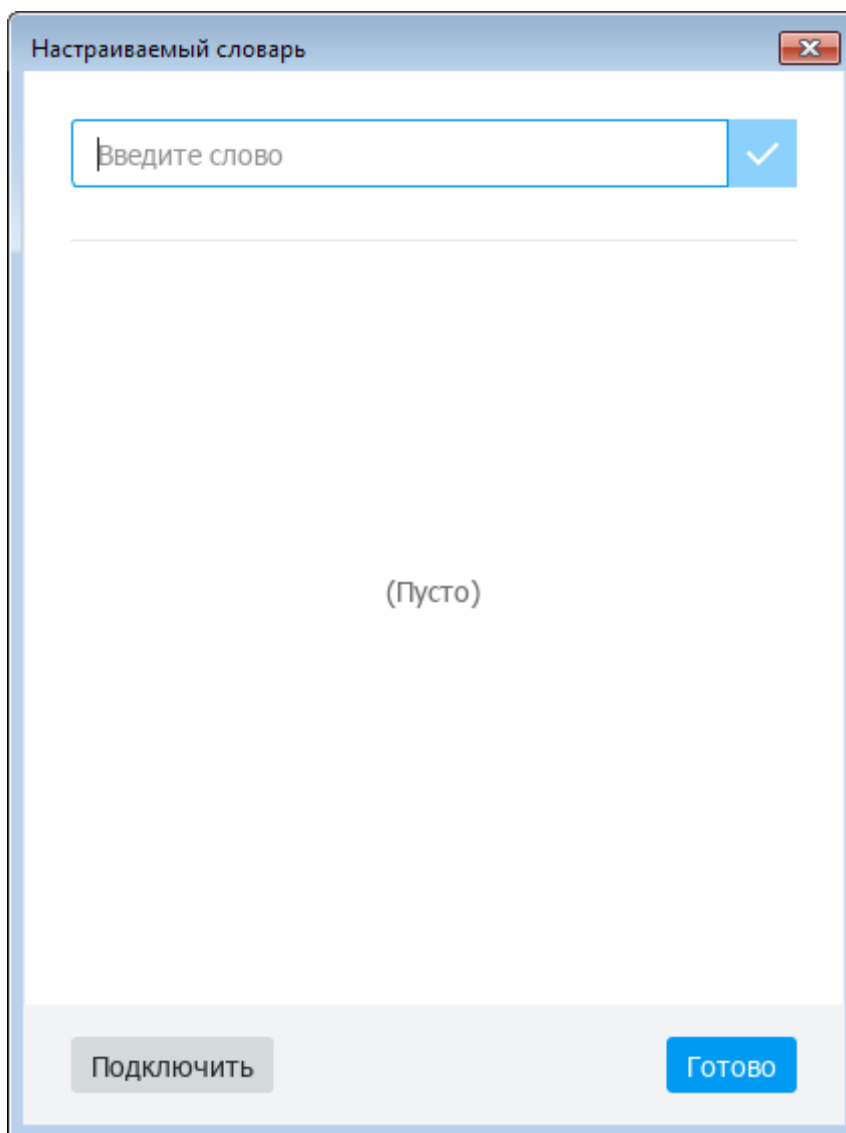 Настраиваемый словарь
Введите слово
(Пусто)
Подключить
Готово